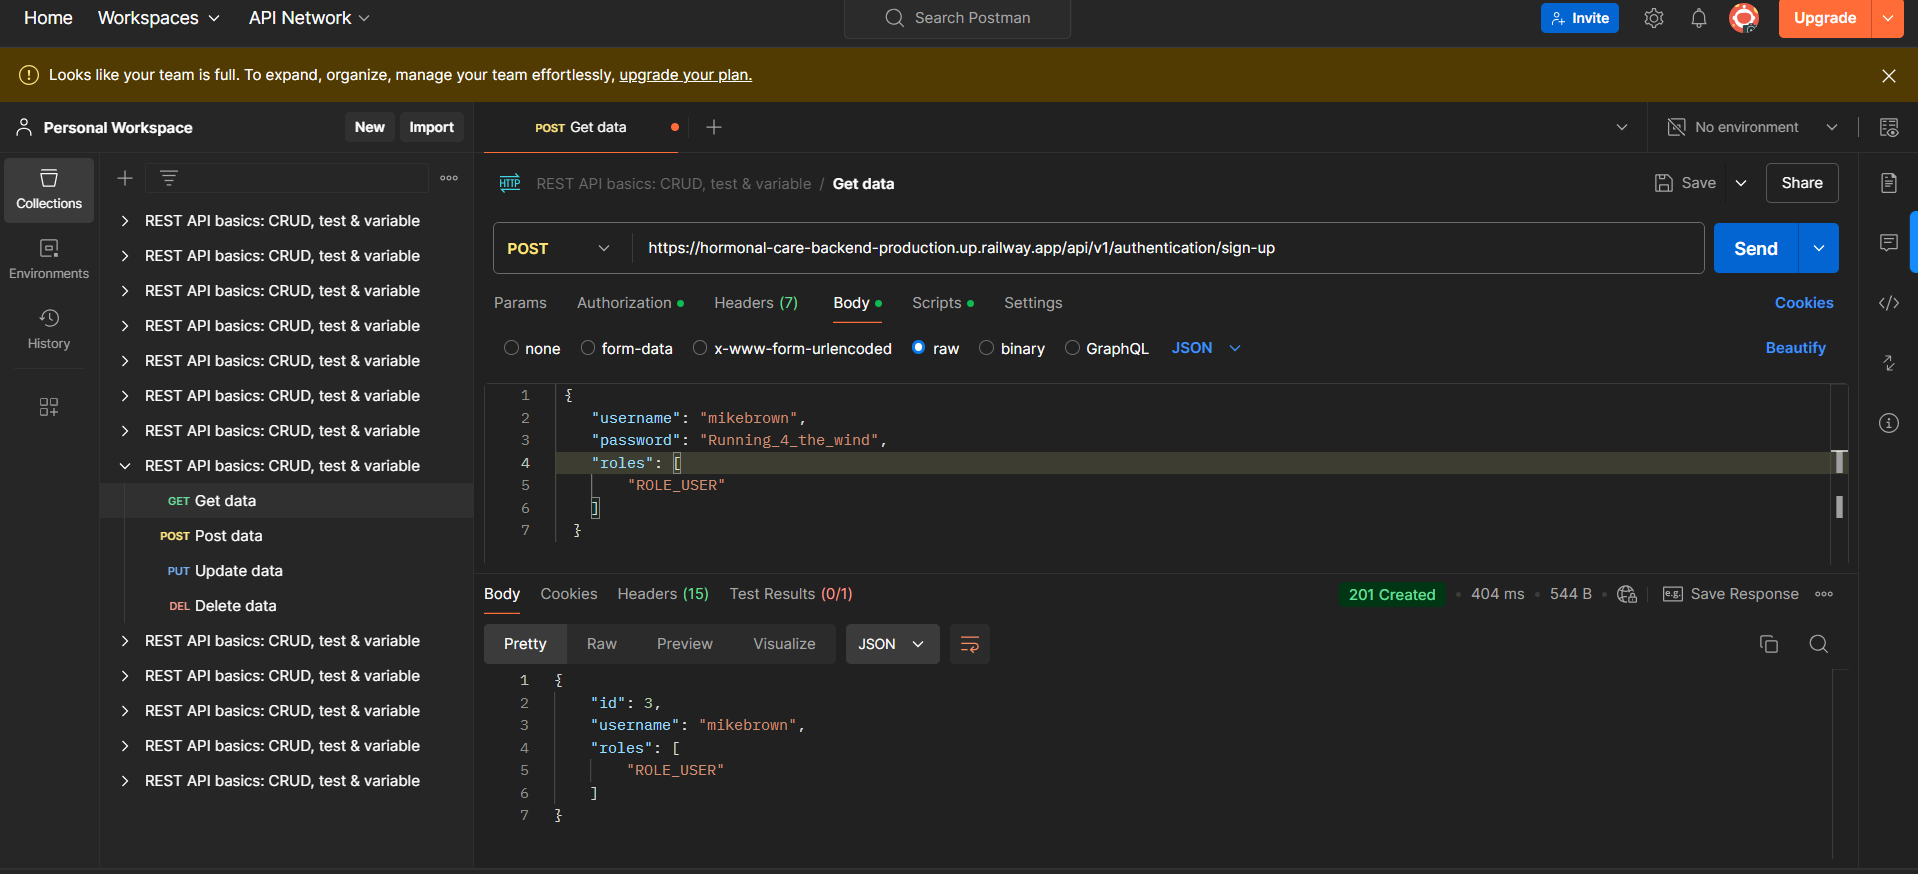 Home Workspaces API Network Search Postman Invite Upgrade
Looks like your team is full. To expand, organize, manage your team effortlessly, upgrade your plan.
Personal Workspace New Import
POST Get data No environment
Collections
Environments
History
REST API basics: CRUD, test & variable
REST API basics: CRUD, test & variable
REST API basics: CRUD, test & variable
REST API basics: CRUD, test & variable
REST API basics: CRUD, test & variable
REST API basics: CRUD, test & variable
REST API basics: CRUD, test & variable
REST API basics: CRUD, test & variable
GET Get data
POST Post data
PUT Update data
DEL Delete data
REST API basics: CRUD, test & variable
REST API basics: CRUD, test & variable
REST API basics: CRUD, test & variable
REST API basics: CRUD, test & variable
REST API basics: CRUD, test & variable
HTTP REST API basics: CRUD, test & variable / Get data Save Share
POST https://hormonal-care-backend-production.up.railway.app/api/v1/authentication/sign-up Send
Params Authorization Headers (7) Body Scripts Settings Cookies
none form-data x-www-form-urlencoded raw binary GraphQL JSON Beautify
1 {
2 "username": "mikebrown",
3 "password": "Running_4_the_wind",
4 "roles": [
5 "ROLE_USER"
6 ]
7 }
Body Cookies Headers (15) Test Results (0/1) 201 Created 404 ms 544 B e.g. Save Response
Pretty Raw Preview Visualize JSON
1 {
2 "id": 3,
3 "username": "mikebrown",
4 "roles": [
5 "ROLE_USER"
6 ]
7 }